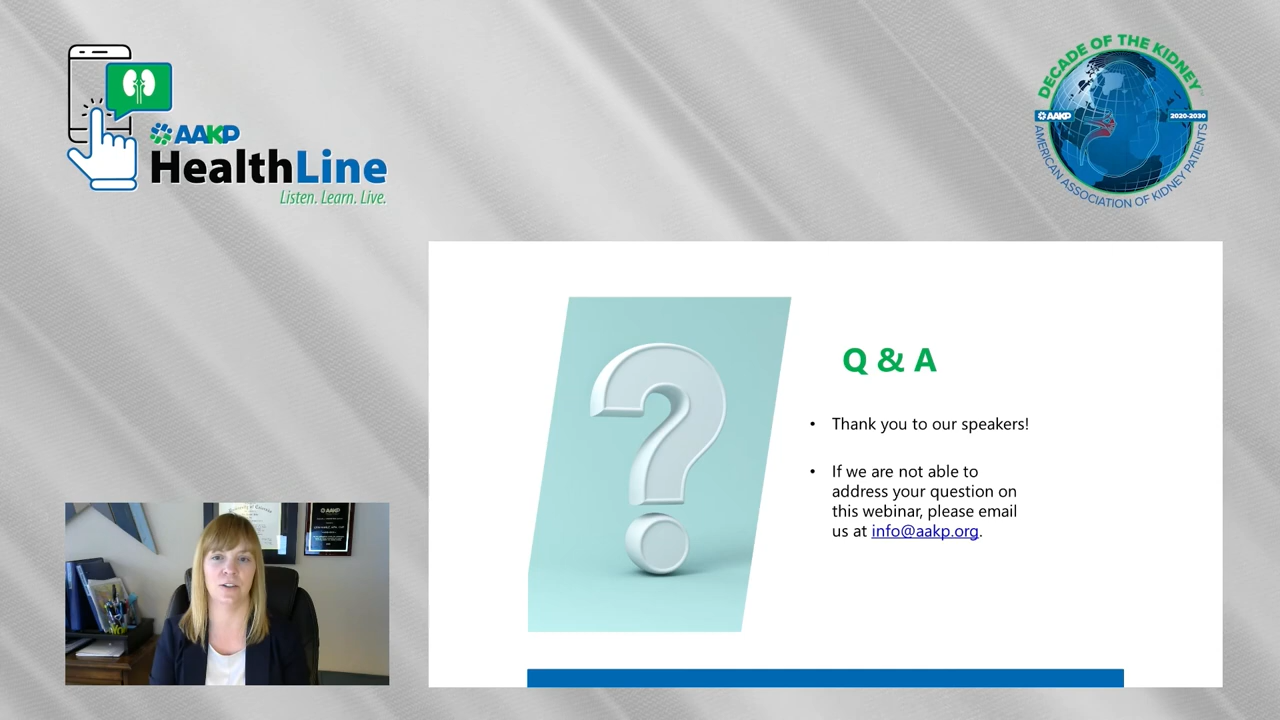 AAKP
HealthLine
Listen. Learn. Live.
DECADE OF THE KIDNEY
AAKP
2020-2030
AMERICAN ASSOCIATION OF KIDNEY PATIENTS
Q & A
• Thank you to our speakers!
• If we are not able to
address your question on
this webinar, please email
us at info@aakp.org.
AAKP